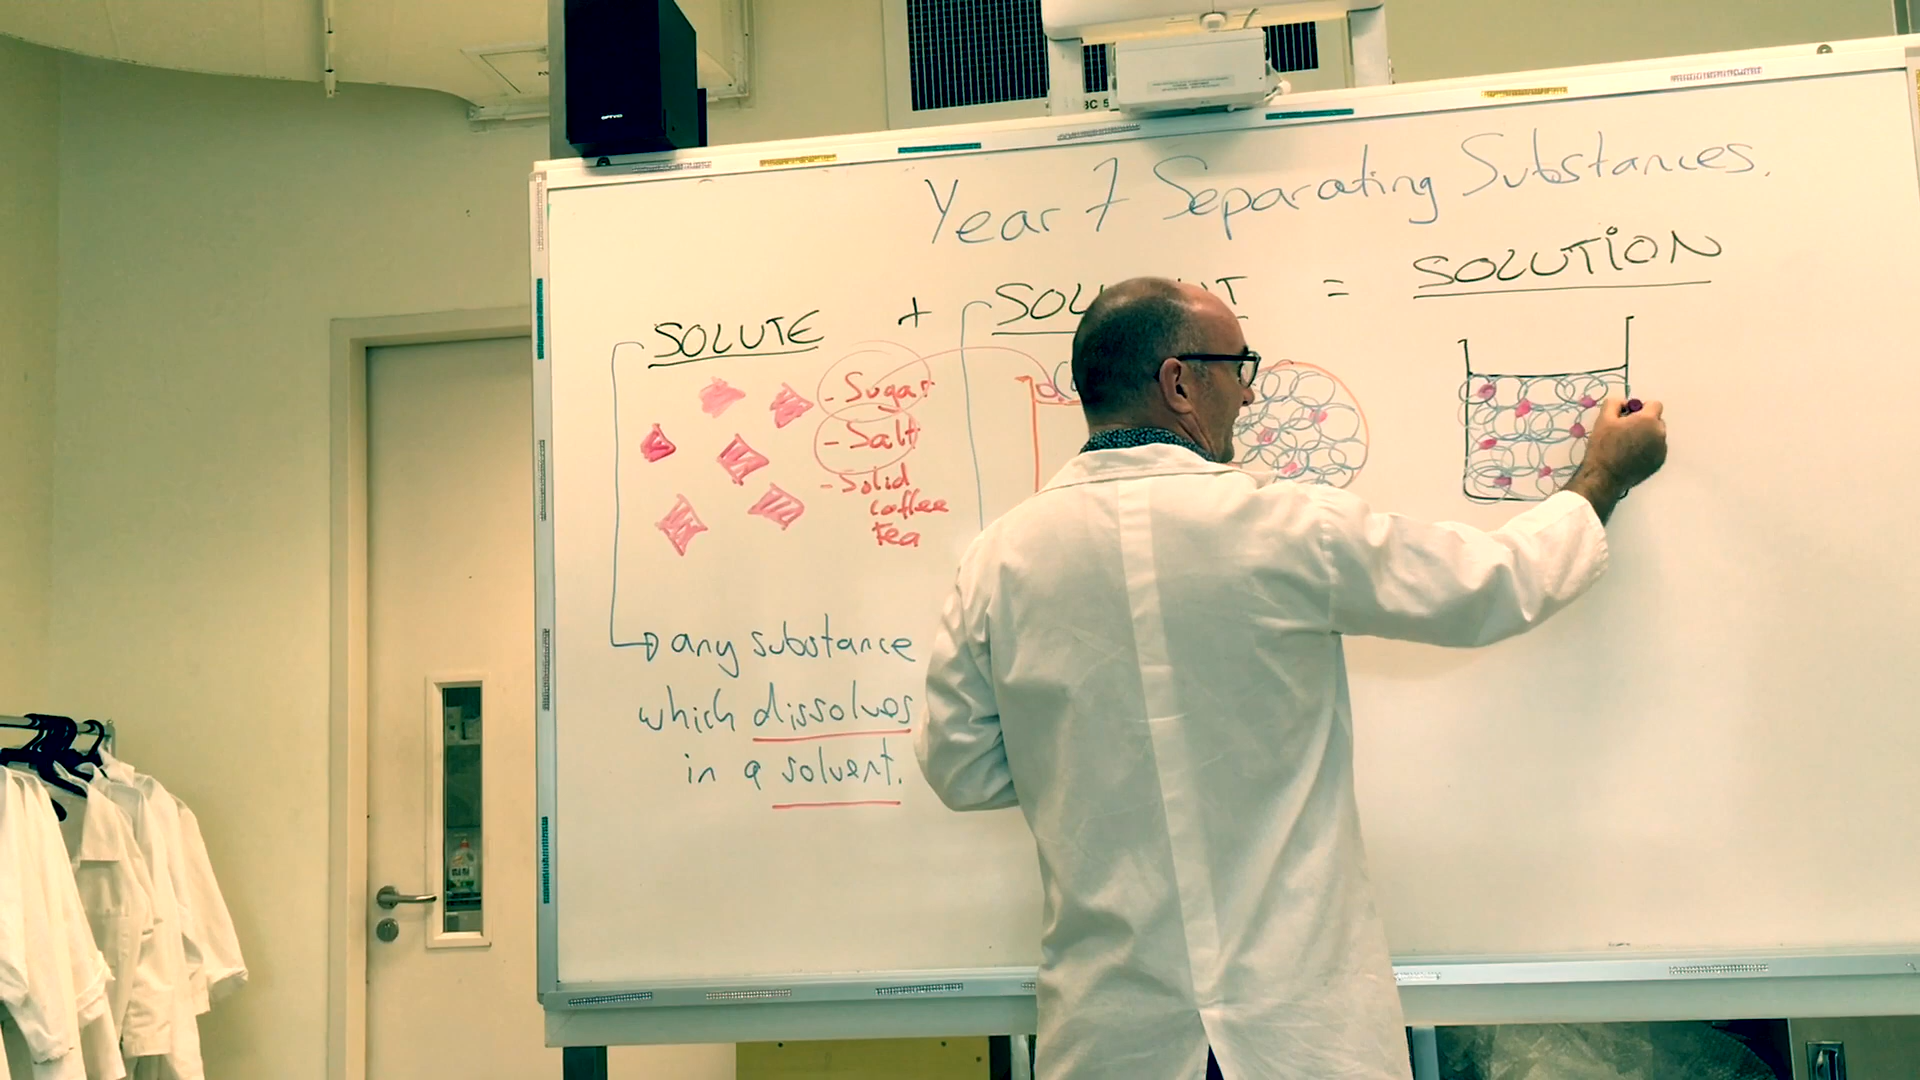 Year 7 Separating Substances.
SOLUTE + SOLVENT = SOLUTION
- Sugar
- Salt
- Solid
coffee
tea
any substance
which dissolves
in a solvent.